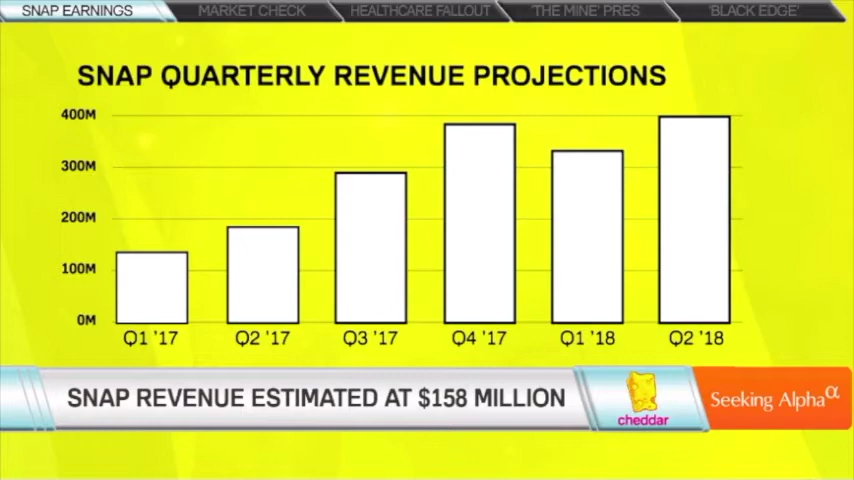 SNAP EARNINGS
MARKET CHECK
HEALTHCARE FALLOUT
'THE MINE' PRES
'BLACK EDGE'
SNAP QUARTERLY REVENUE PROJECTIONS
400M
300M
200M
100M
0M
Q1 '17
Q2 '17
Q3 '17
Q4 '17
Q1 '18
Q2 '18
SNAP REVENUE ESTIMATED AT $158 MILLION
cheddar
Seeking Alphaα